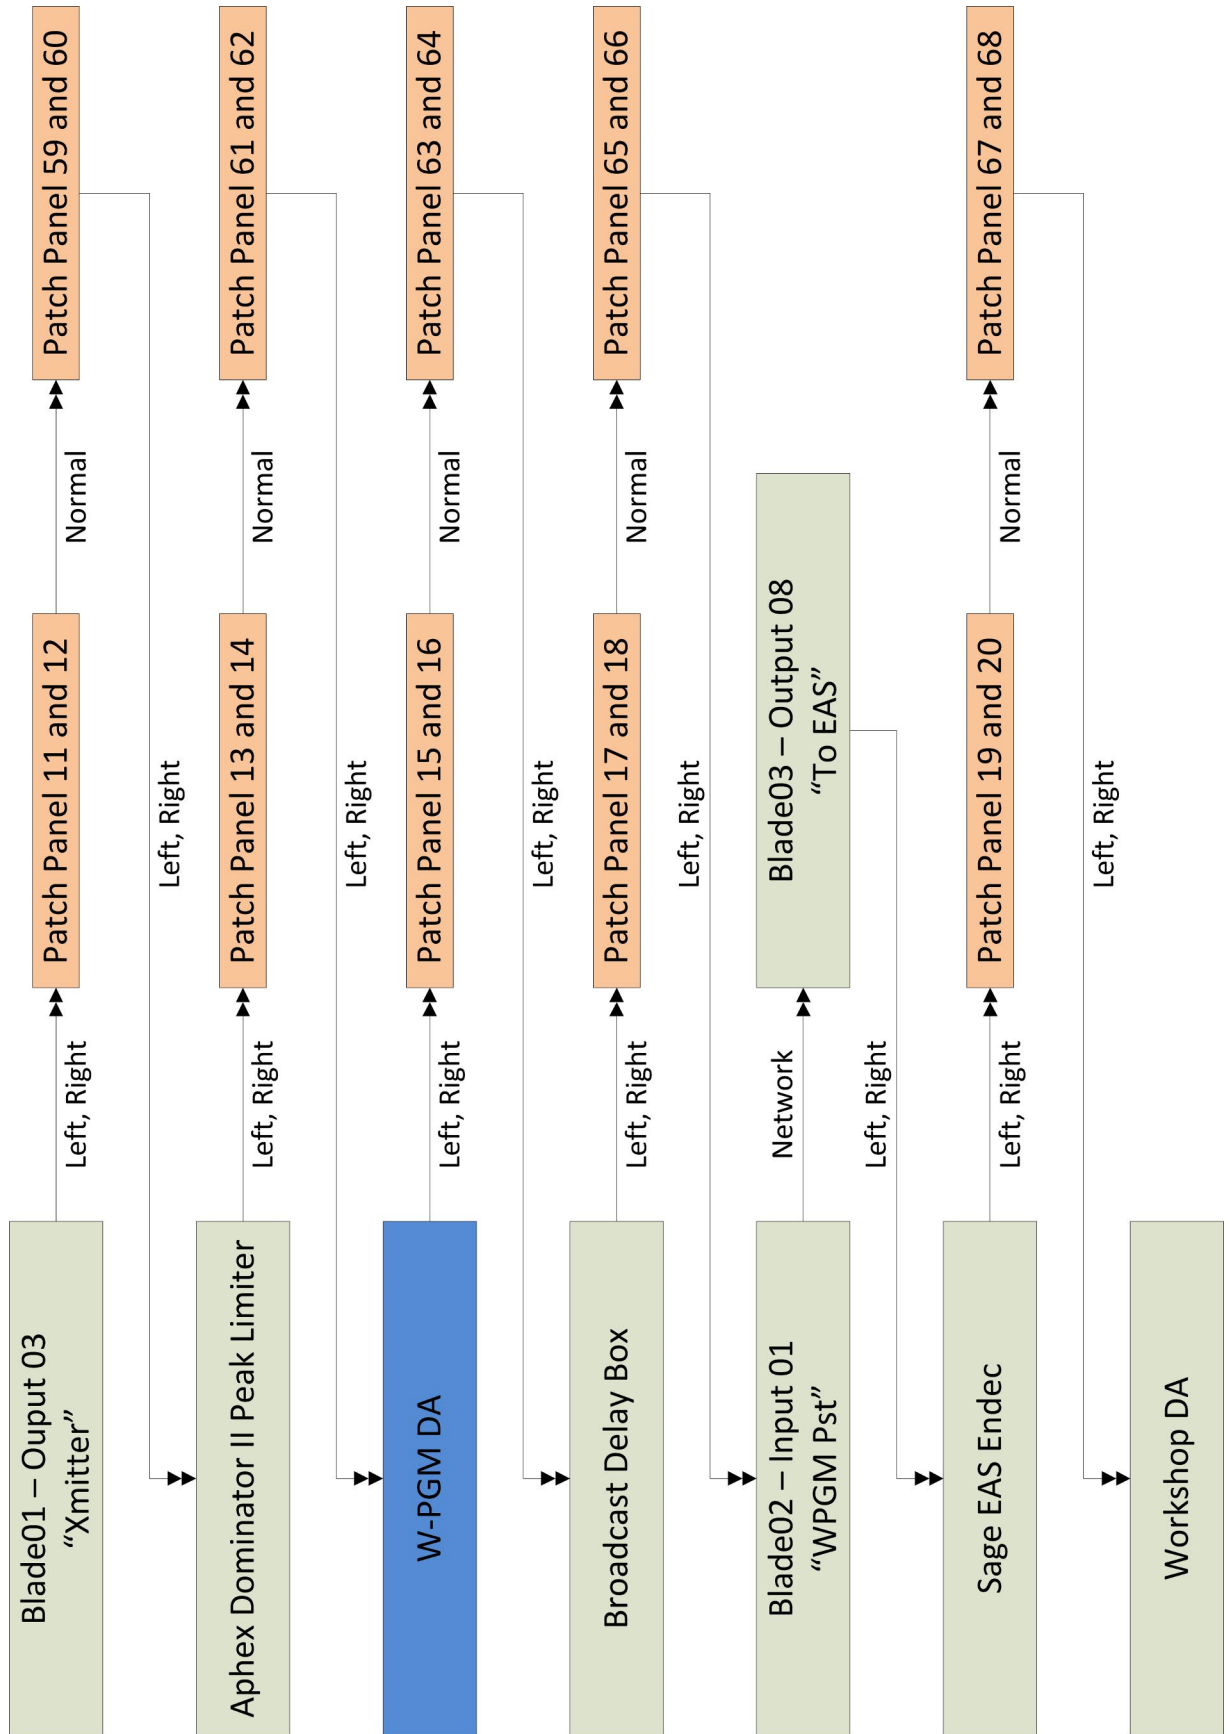 Blade01 – Ouput 03
“Xmitter”
Left, Right
Patch Panel 11 and 12
Normal
Patch Panel 59 and 60
Left, Right
Aphex Dominator II Peak Limiter
Left, Right
Patch Panel 13 and 14
Normal
Patch Panel 61 and 62
Left, Right
W-PGM DA
Left, Right
Patch Panel 15 and 16
Normal
Patch Panel 63 and 64
Left, Right
Broadcast Delay Box
Left, Right
Patch Panel 17 and 18
Normal
Patch Panel 65 and 66
Left, Right
Blade02 – Input 01
“WPGM Pst”
Network
Blade03 – Output 08
“To EAS”
Left, Right
Sage EAS Endec
Left, Right
Patch Panel 19 and 20
Normal
Patch Panel 67 and 68
Left, Right
Workshop DA